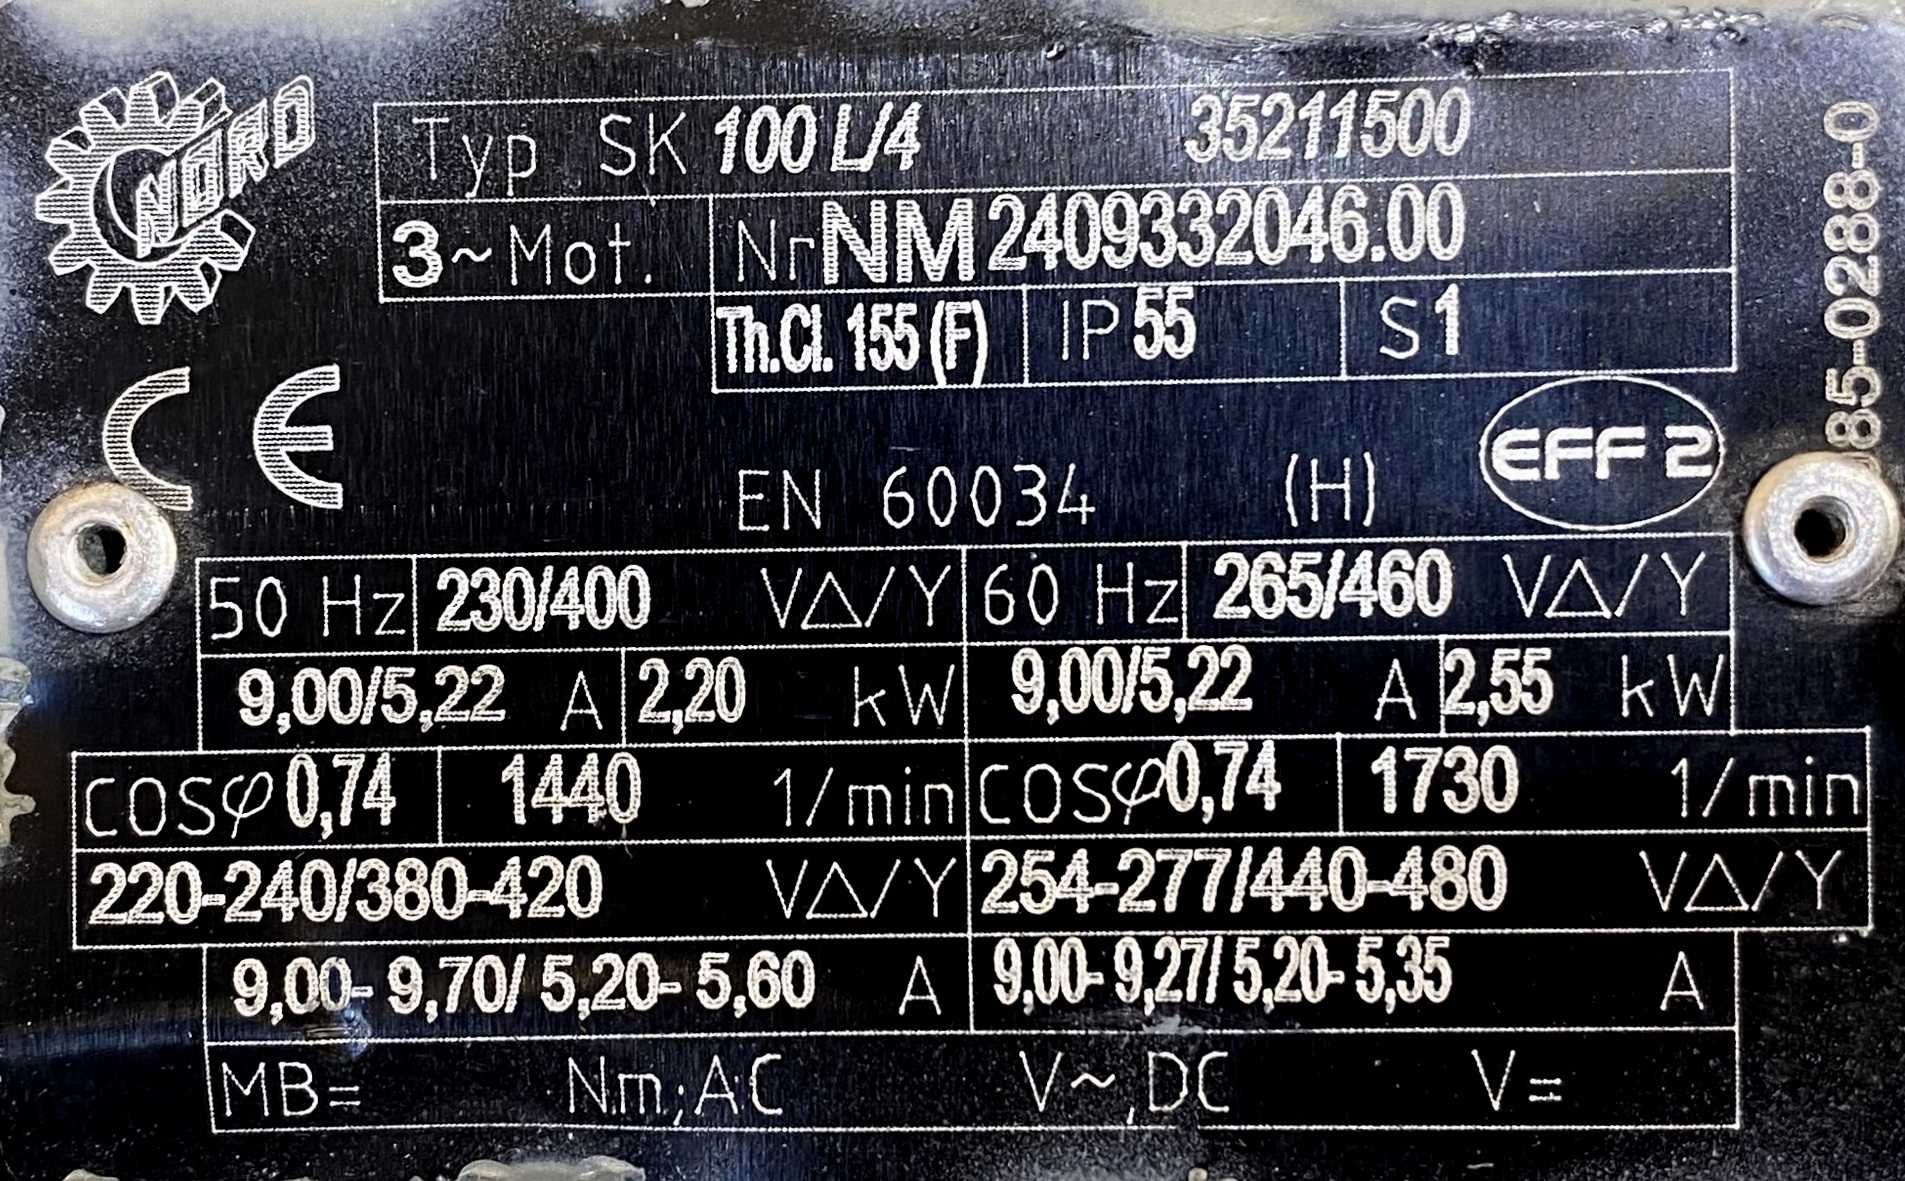 NORD
Typ SK 100 L/4 35211500
3~Mot. Nr NM 2409332046.00
Th.Cl. 155 (F) IP 55 S1
CE
EFF 2
EN 60034 (H)
50 Hz 230/400 V∆/Y 60 Hz 265/460 V∆/Y
9,00/5,22 A 2,20 kW 9,00/5,22 A 2,55 kW
cosφ 0,74 1440 1/min cosφ 0,74 1730 1/min
220-240/380-420 V∆/Y 254-277/440-480 V∆/Y
9,00- 9,70/ 5,20- 5,60 A 9,00- 9,27/ 5,20- 5,35 A
MB= Nm;AC V~,DC V=
85-0288-0